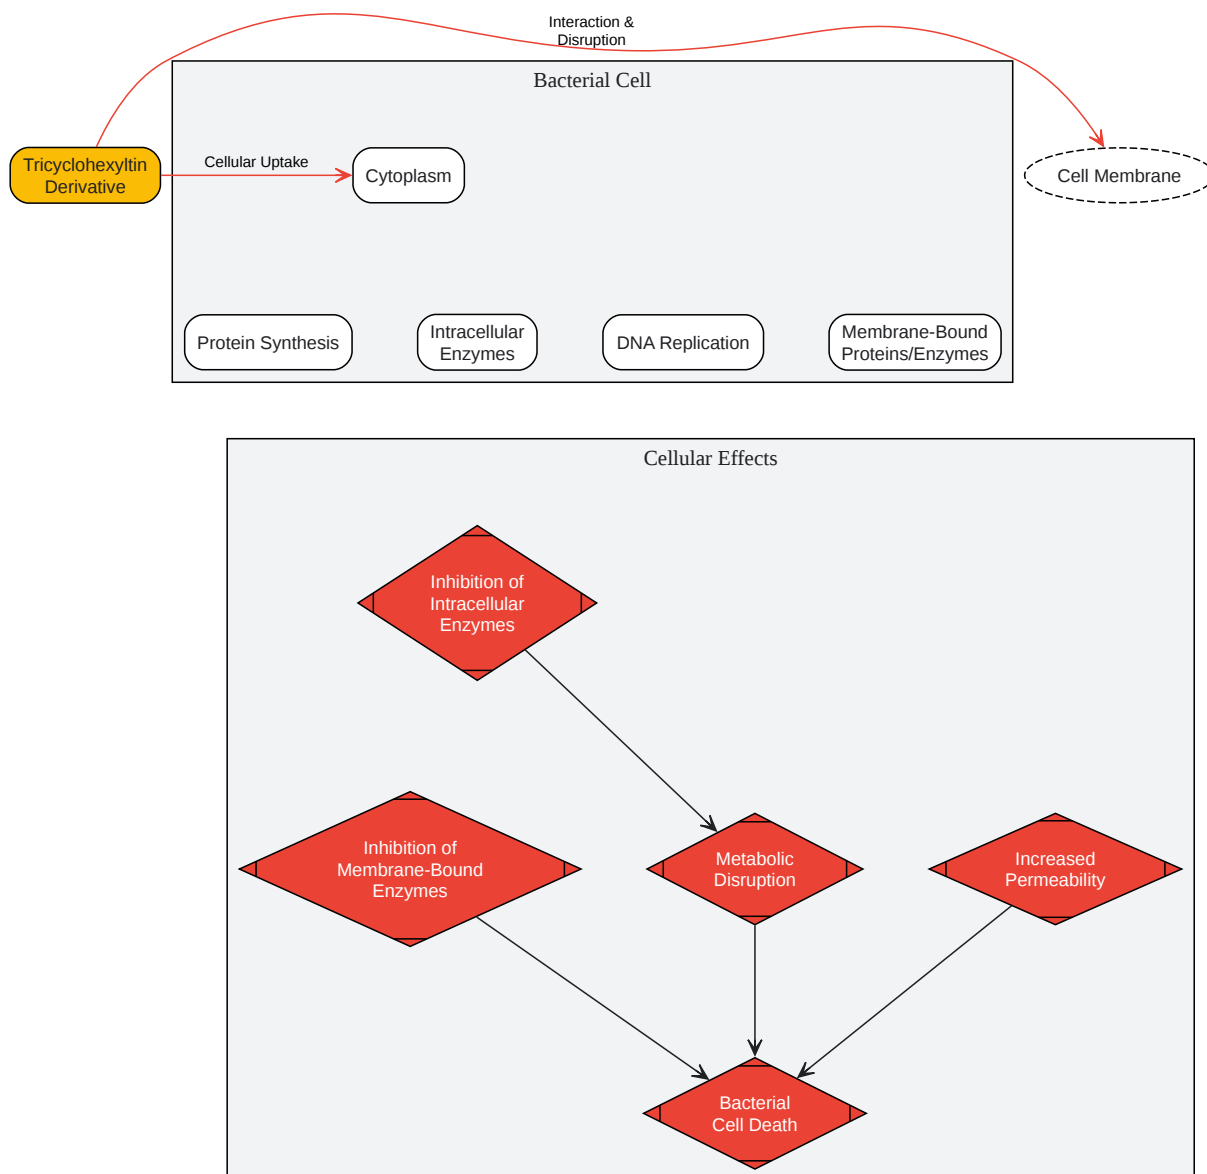 Interaction &
Disruption
Bacterial Cell
Tricyclohexyltin
Derivative
Cellular Uptake
Cytoplasm
Cell Membrane
Protein Synthesis
Intracellular
Enzymes
DNA Replication
Membrane-Bound
Proteins/Enzymes
Cellular Effects
Inhibition of
Intracellular
Enzymes
Inhibition of
Membrane-Bound
Enzymes
Metabolic
Disruption
Increased
Permeability
Bacterial
Cell Death